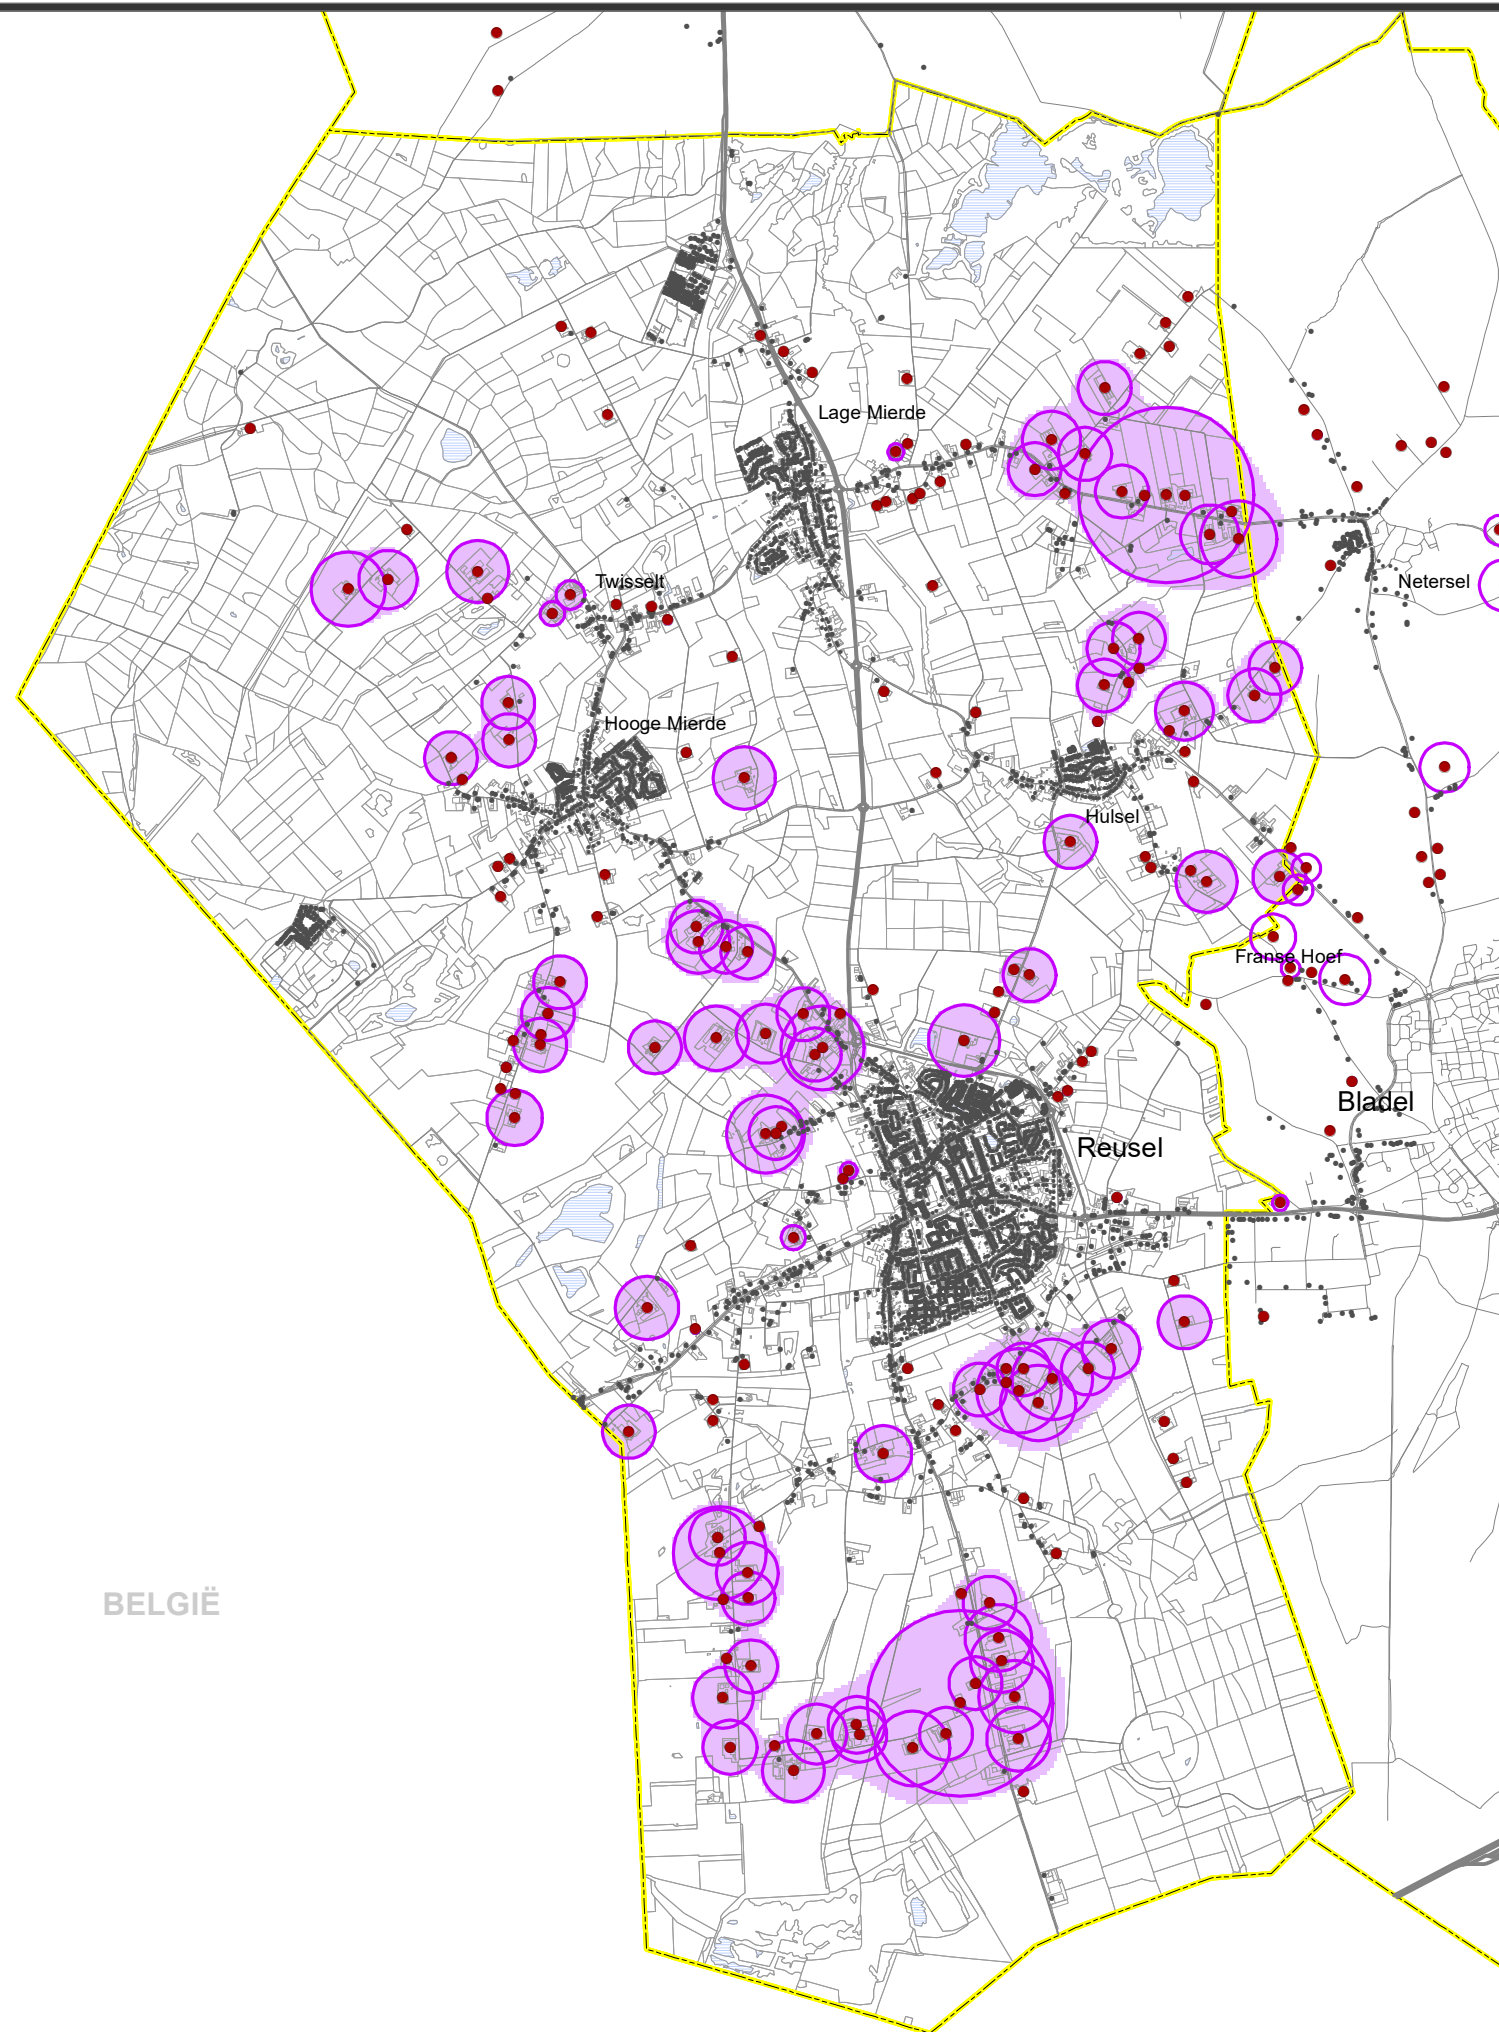 Lage Mierde
Twisselt
Netersel
Hooge Mierde
Hulsel
Franse Hoef
Bladel
Reusel
BELGIË